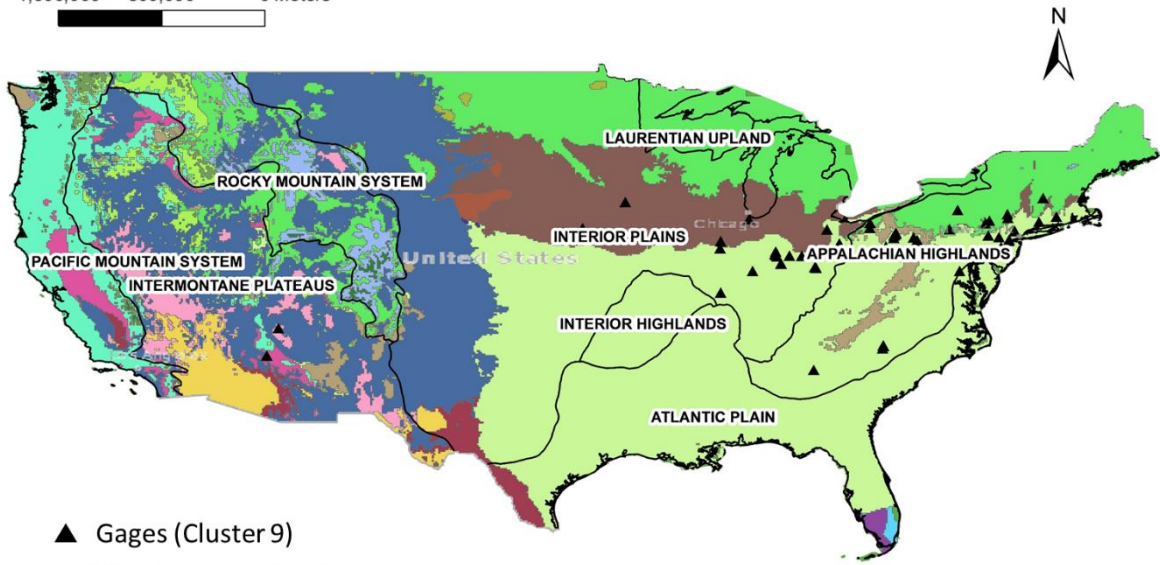 N
LAURENTIAN UPLAND
ROCKY MOUNTAIN SYSTEM
Chicago
INTERIOR PLAINS
United States
PACIFIC MOUNTAIN SYSTEM
APPALACHIAN HIGHLANDS
INTERMONTANE PLATEAUS
INTERIOR HIGHLANDS
ATLANTIC PLAIN
Gages (Cluster 9)